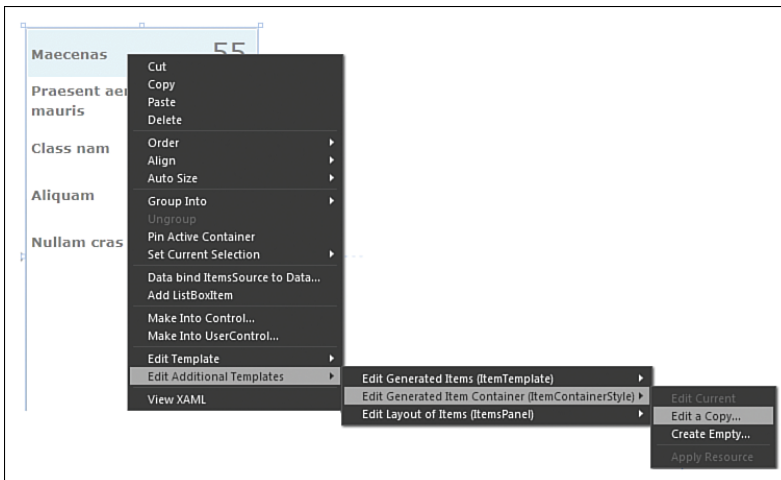 Maecenas
55
Praesent aer
mauris
Class nam
Aliquam
Nullam cras
Cut
Copy
Paste
Delete
Order
Align
Auto Size
Group Into
Ungroup
Pin Active Container
Set Current Selection
Data bind ItemsSource to Data...
Add ListBoxItem
Make Into Control...
Make Into UserControl...
Edit Template
Edit Additional Templates
View XAML
Edit Generated Items (ItemTemplate)
Edit Generated Item Container (ItemContainerStyle)
Edit Layout of Items (ItemsPanel)
Edit Current
Edit a Copy...
Create Empty...
Apply Resource